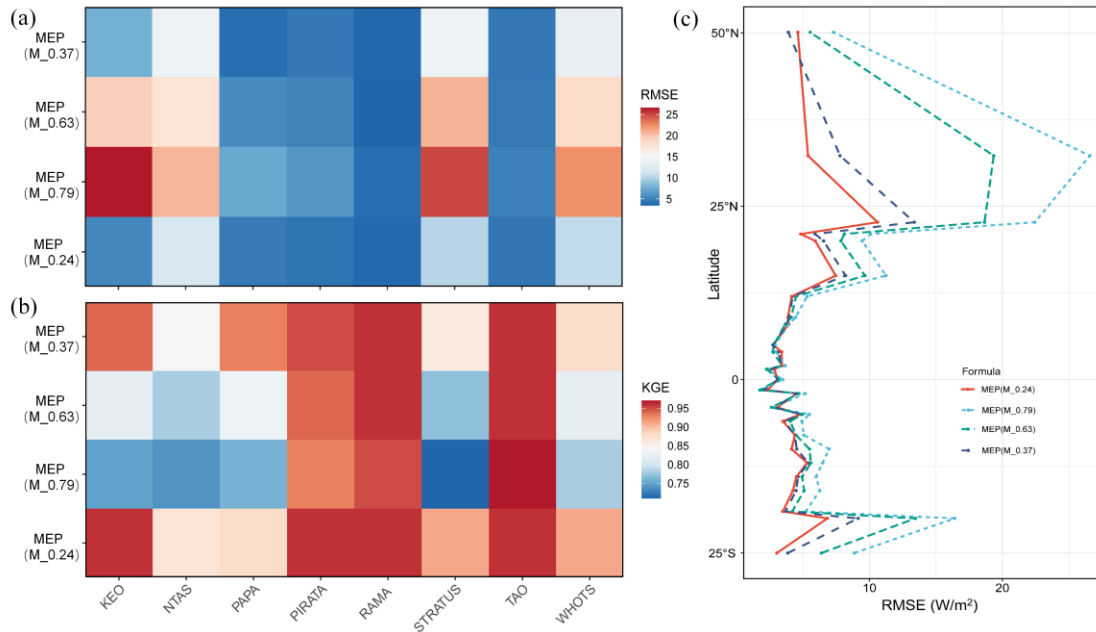 (a)
MEP
(M_0.37)
MEP
(M_0.63)
MEP
(M_0.79)
MEP
(M_0.24)
RMSE
25
20
15
10
5
(b)
MEP
(M_0.37)
MEP
(M_0.63)
MEP
(M_0.79)
MEP
(M_0.24)
KGE
0.95
0.90
0.85
0.80
0.75
KEO
NTAS
PAPA
PIRATA
RAMA
STRATUS
TAO
WHOTS
(c)
50°N
25°N
0
25°S
Latitude
Formula
MEP(M_0.24)
MEP(M_0.79)
MEP(M_0.63)
MEP(M_0.37)
10
20
RMSE (W/m²)